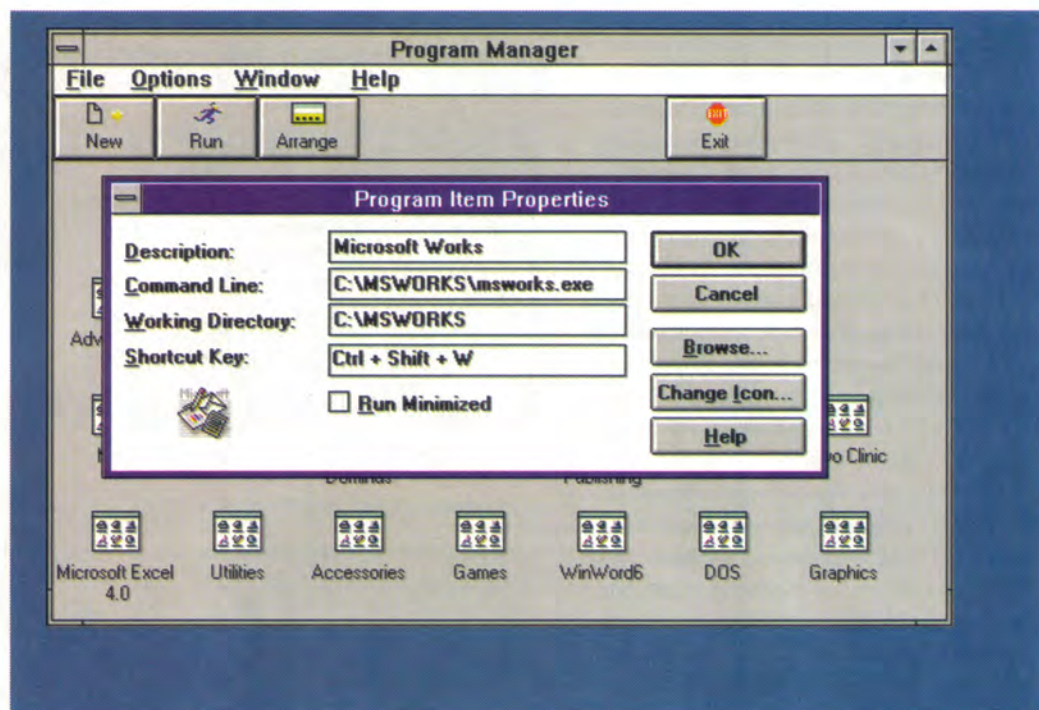 Program Manager
File Options Window Help
New Run Arrange Exit
Program Item Properties
Description: Microsoft Works OK
Command Line: C:\MSWORKS\msworks.exe Cancel
Working Directory: C:\MSWORKS
Shortcut Key: Ctrl + Shift + W Browse...
Run Minimized Change Icon...
Help
Clinic
Publishing
Microsoft Excel 4.0 Utilities Accessories Games WinWord6 DOS Graphics